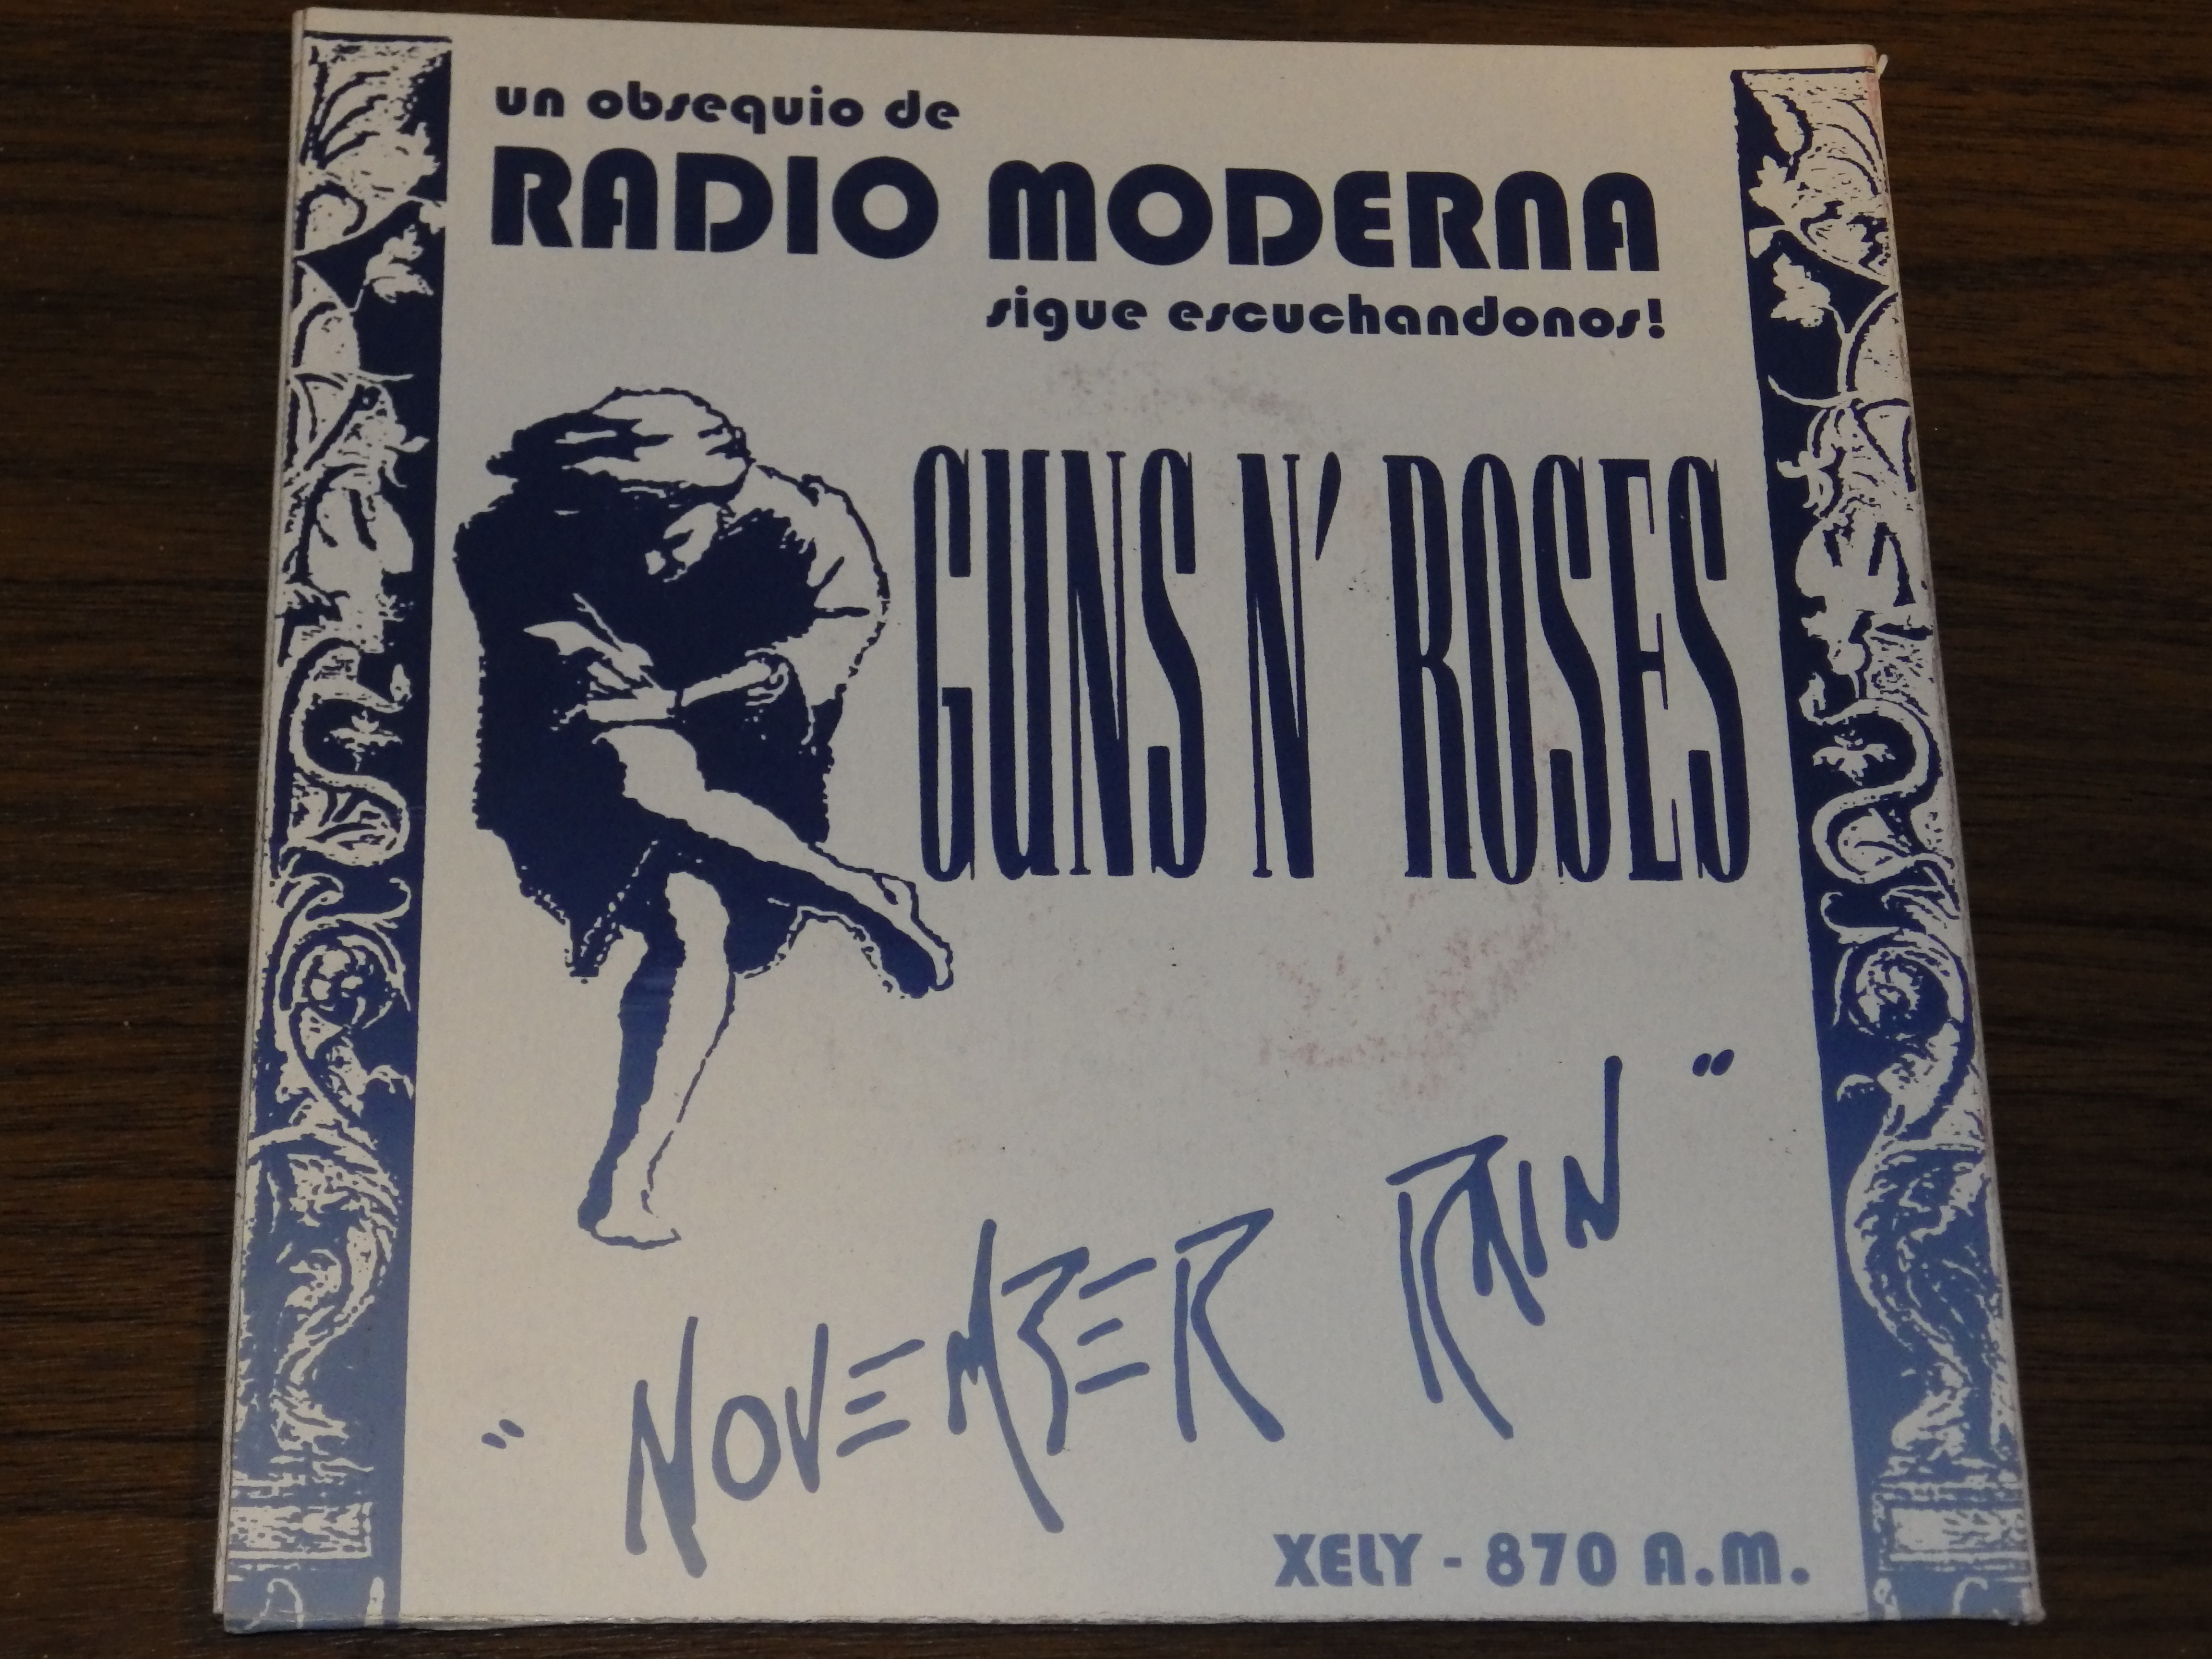 un obsequio de
RADIO MODERNA
sigue escuchandonos!
GUNS N' ROSES
" NOVEMBER RAIN "
XELY - 870 A.M.